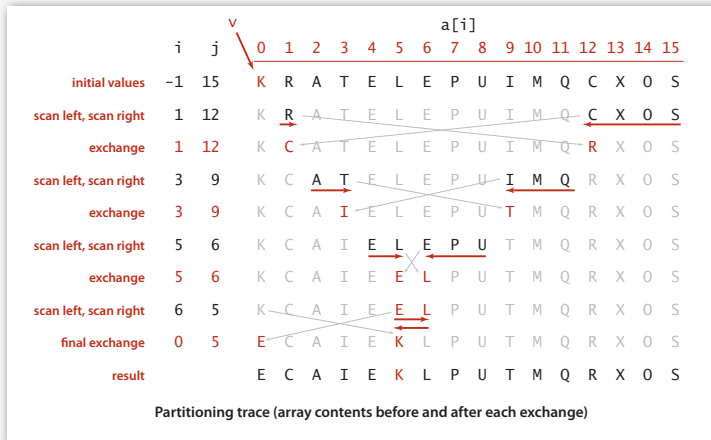 v a[i]
i j 0 1 2 3 4 5 6 7 8 9 10 11 12 13 14 15
initial values -1 15 K R A T E L E P U I M Q C X O S
scan left, scan right 1 12 K R A T E L E P U I M Q C X O S
exchange 1 12 K C A T E L E P U I M Q R X O S
scan left, scan right 3 9 K C A T E L E P U I M Q R X O S
exchange 3 9 K C A I E L E P U T M Q R X O S
scan left, scan right 5 6 K C A I E L E P U T M Q R X O S
exchange 5 6 K C A I E E L P U T M Q R X O S
scan left, scan right 6 5 K C A I E E L P U T M Q R X O S
final exchange 0 5 E C A I E K L P U T M Q R X O S
result E C A I E K L P U T M Q R X O S
Partitioning trace (array contents before and after each exchange)